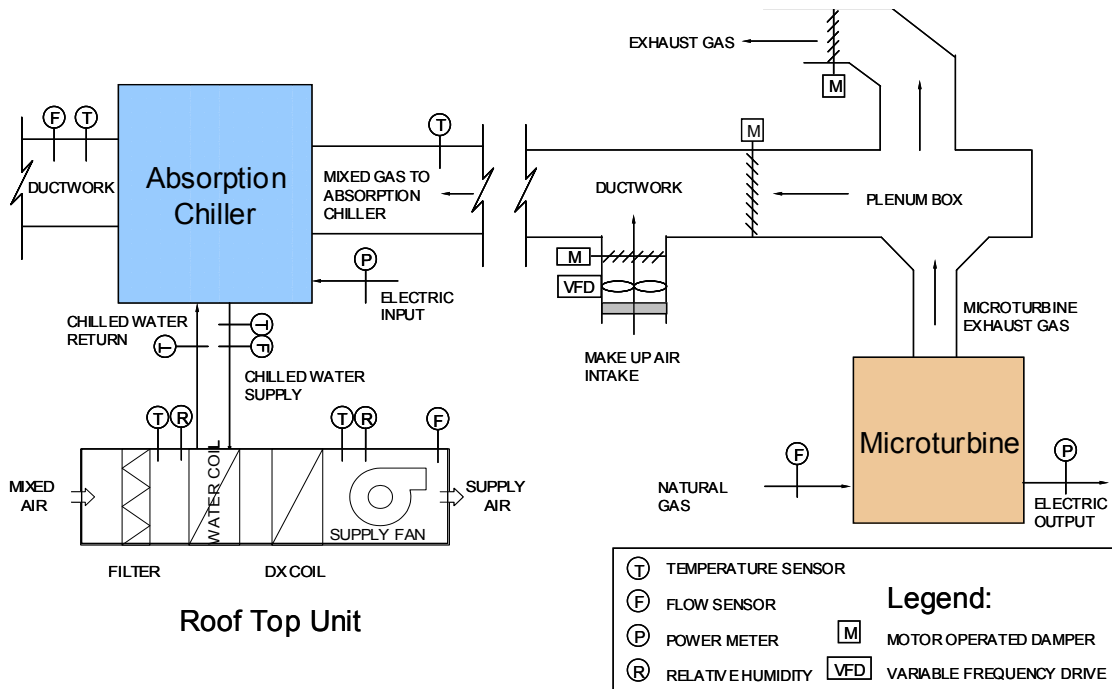 EXHAUST GAS
M
F
T
T
M
Absorption
Chiller
DUCTWORK
MIXED GAS TO
ABSORPTION
CHILLER
DUCTWORK
PLENUM BOX
M
P
VFD
ELECTRIC
INPUT
MICROTURBINE
EXHAUST GAS
CHILLED WATER
RETURN
T
T
F
CHILLED WATER
SUPPLY
MAKE UP AIR
INTAKE
T
R
T
R
F
MIXED
AIR
WATER COIL
SUPPLY FAN
SUPPLY
AIR
FILTER
DX COIL
Roof Top Unit
F
NATURAL
GAS
Microturbine
P
ELECTRIC
OUTPUT
T TEMPERATURE SENSOR
F FLOW SENSOR
P POWER METER
R RELATIVE HUMIDITY
Legend:
M MOTOR OPERATED DAMPER
VFD VARIABLE FREQUENCY DRIVE